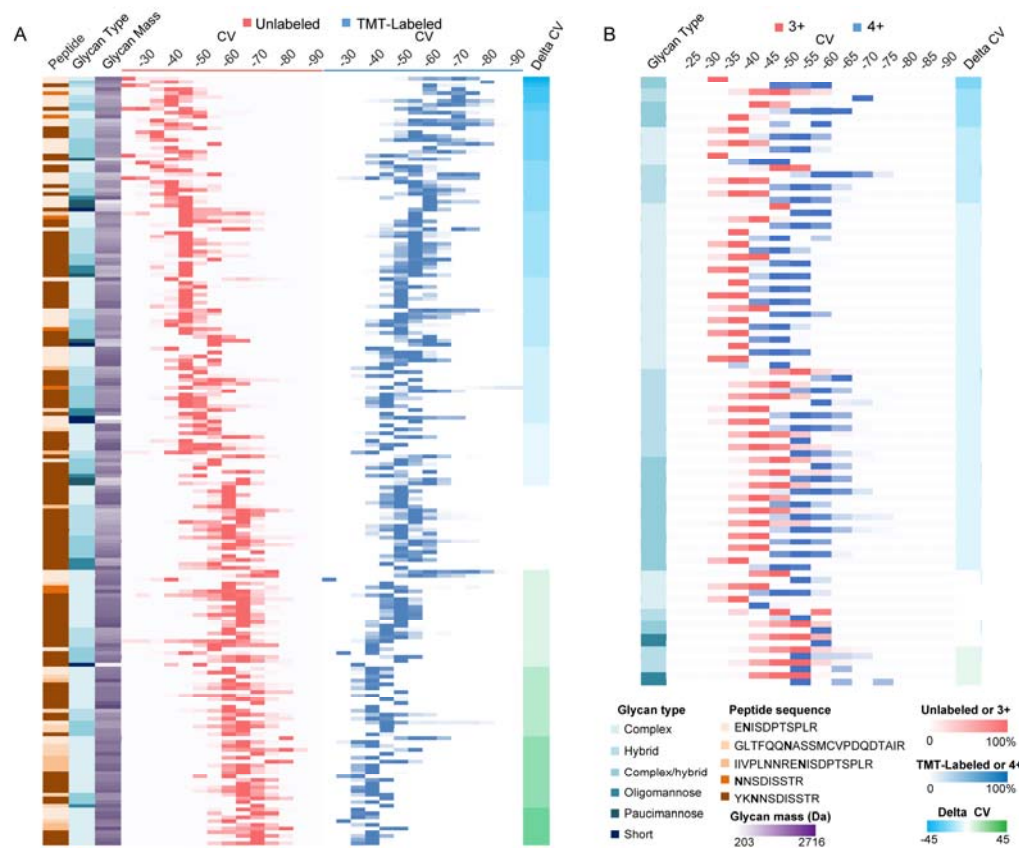 A
Unlabeled
TMT-Labeled
Peptide
Glycan Type
Glycan Mass
CV
CV
-30 -40 -50 -60 -70 -80 -90
-30 -40 -50 -60 -70 -80 -90
Delta CV
B
3+
4+
Glycan Type
CV
-25 -30 -35 -40 -45 -50 -55 -60 -65 -70 -75 -80 -85 -90
Delta CV
Glycan type
Complex
Hybrid
Complex/hybrid
Oligomannose
Paucimannose
Short
Peptide sequence
ENISDPTSPLR
GLTFQQNASSMCVPDQDTAIR
IIVPLNNRENISDPTSPLR
NNSDISSTR
YKNNSDISSTR
Glycan mass (Da)
203 2716
Unlabeled or 3+
0 100%
TMT-Labeled or 4+
0 100%
Delta CV
-45 45